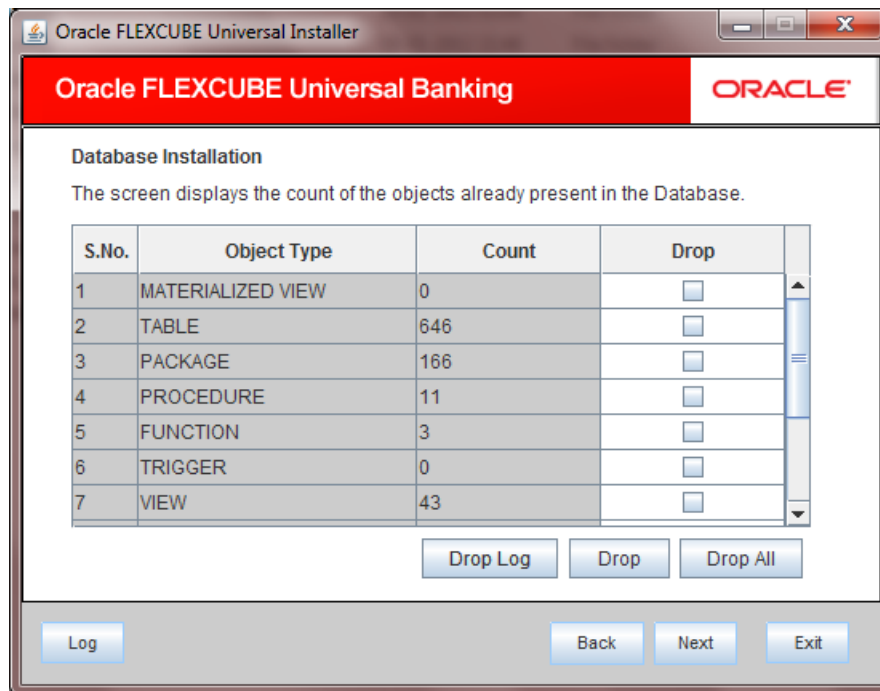 Oracle FLEXCUBE Universal Installer
Oracle FLEXCUBE Universal Banking ORACLE
Database Installation
The screen displays the count of the objects already present in the Database.
S.No. Object Type Count Drop
1 MATERIALIZED VIEW 0
2 TABLE 646
3 PACKAGE 166
4 PROCEDURE 11
5 FUNCTION 3
6 TRIGGER 0
7 VIEW 43
Drop Log Drop Drop All
Log Back Next Exit